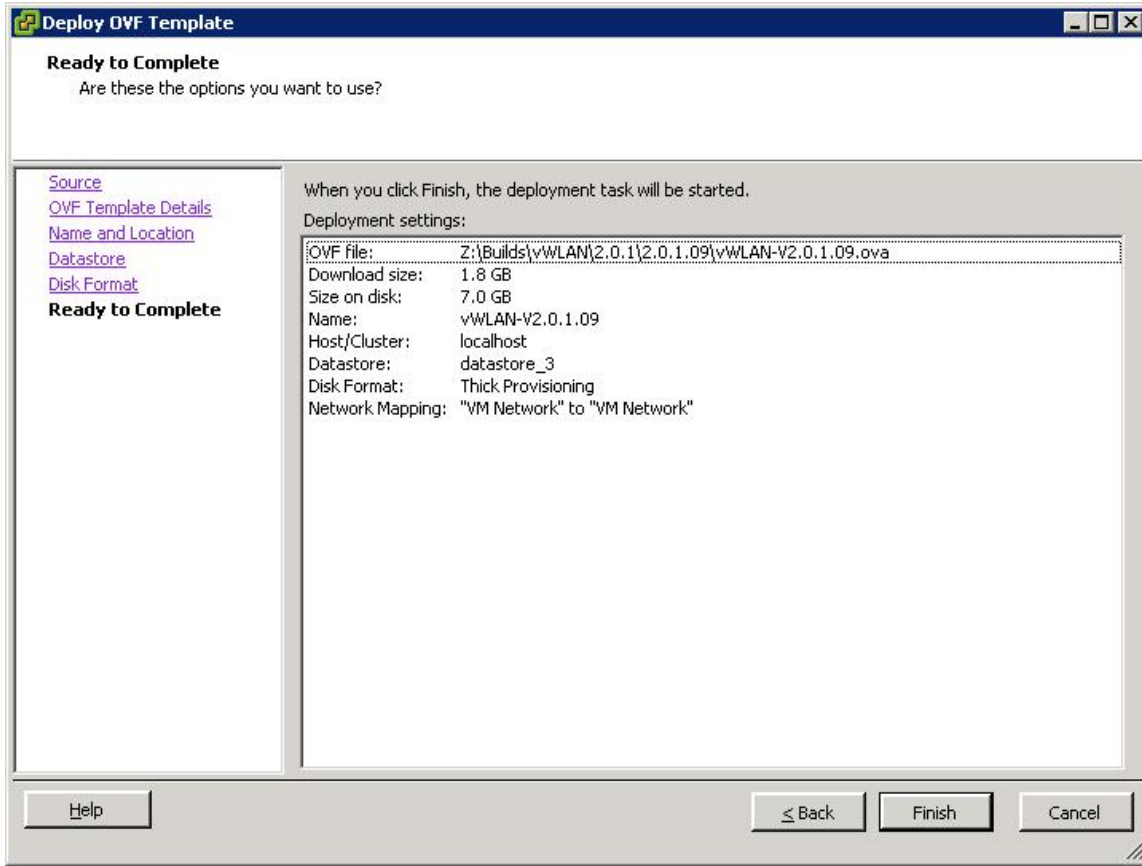 Deploy OVF Template
Ready to Complete
Are these the options you want to use?
Source
OVF Template Details
Name and Location
Datastore
Disk Format
Ready to Complete
When you click Finish, the deployment task will be started.
Deployment settings:
OVF file: Z:\Builds\vWLAN\2.0.1\2.0.1.09\vWLAN-V2.0.1.09.ova
Download size: 1.8 GB
Size on disk: 7.0 GB
Name: vWLAN-V2.0.1.09
Host/Cluster: localhost
Datastore: datastore_3
Disk Format: Thick Provisioning
Network Mapping: "VM Network" to "VM Network"
Help
≤ Back
Finish
Cancel